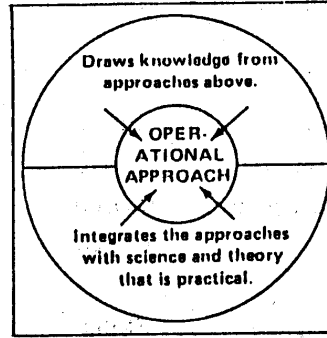 Draws knowledge from
approaches above.
OPER-
ATIONAL
APPROACH
Integrates the approaches
with science and theory
that is practical.